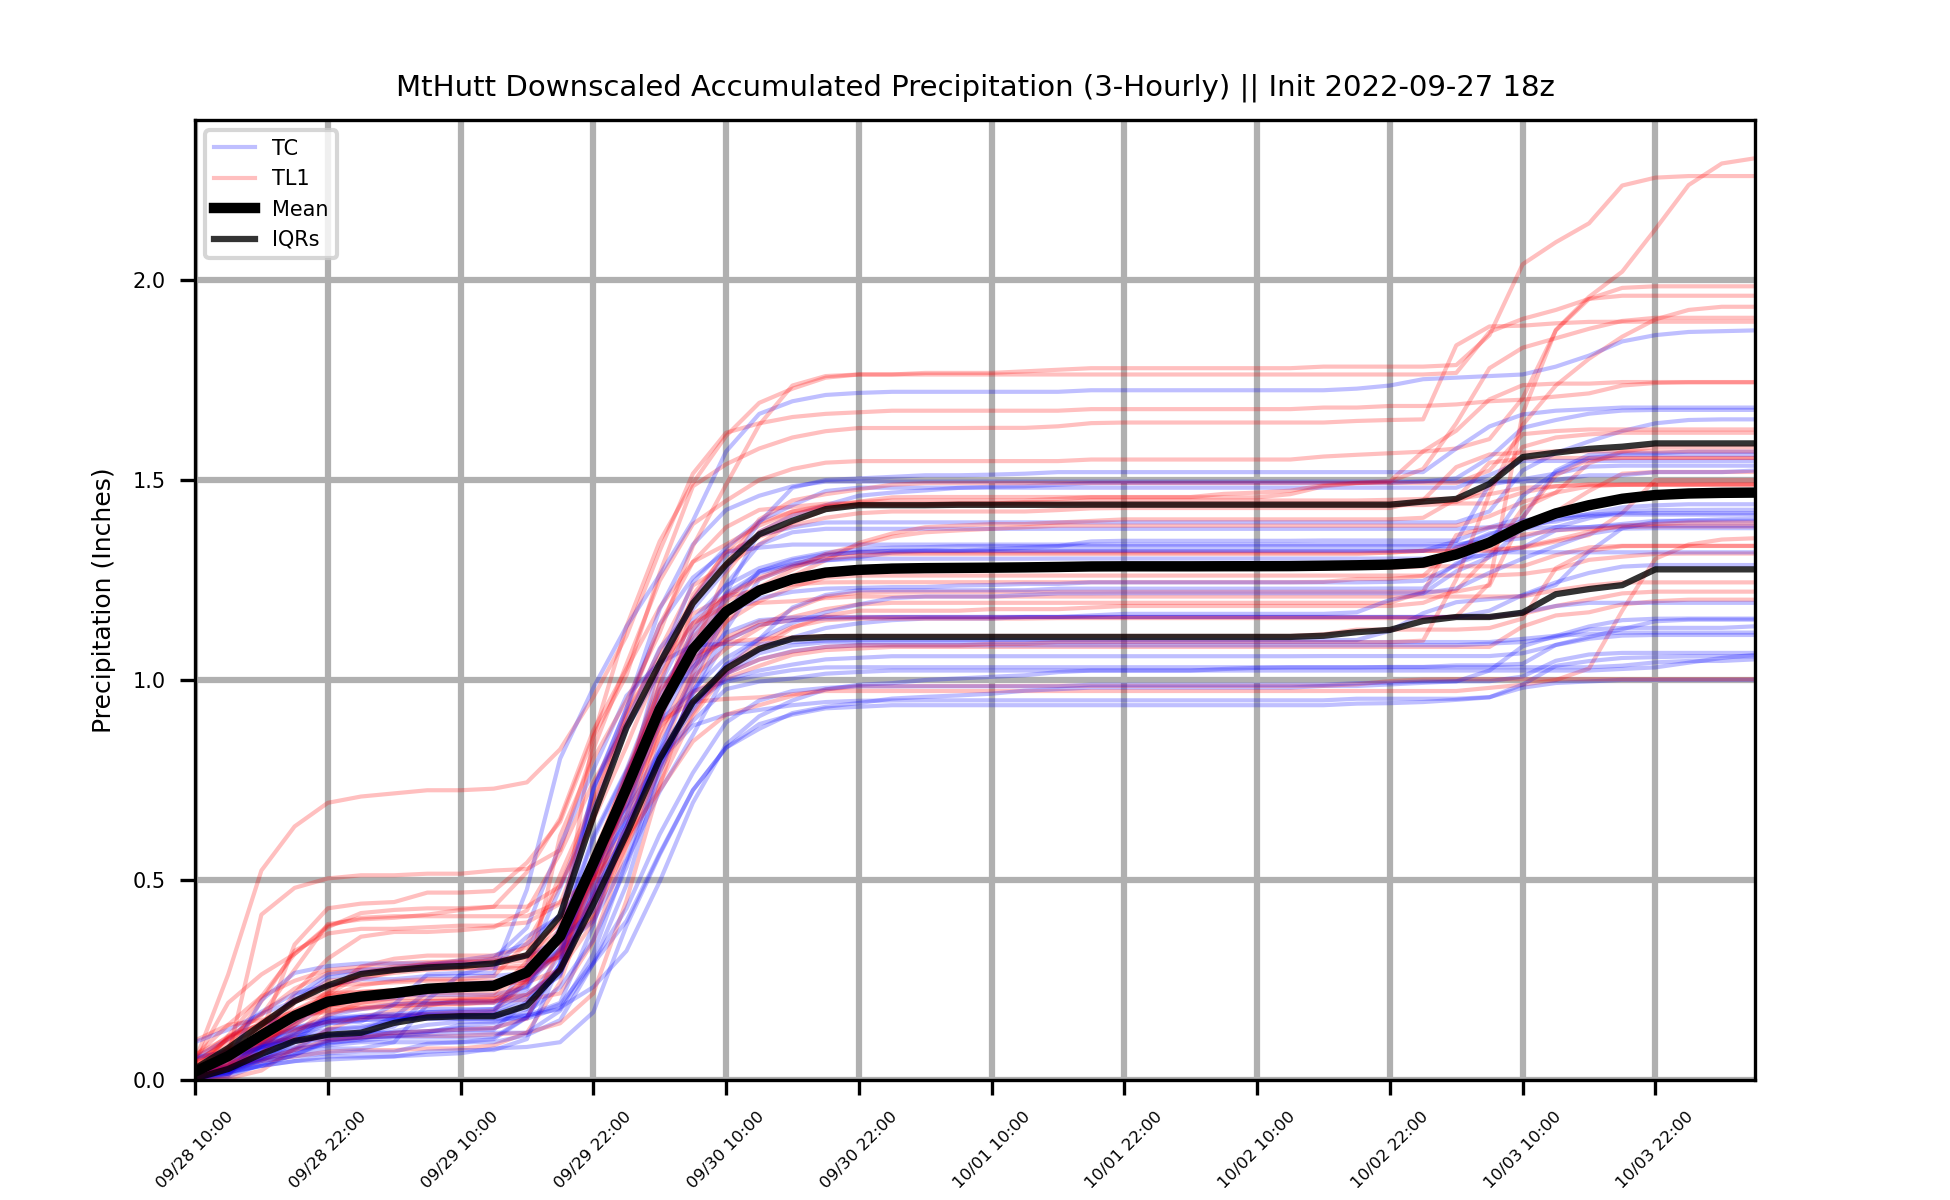 MtHutt Downscaled Accumulated Precipitation (3-Hourly) || Init 2022-09-27 18z
TC
TL1
Mean
IQRs
Precipitation (Inches)
2.0
1.5
1.0
0.5
0.0
09/28 10:00
09/28 22:00
09/29 10:00
09/29 22:00
09/30 10:00
09/30 22:00
10/01 10:00
10/01 22:00
10/02 10:00
10/02 22:00
10/03 10:00
10/03 22:00